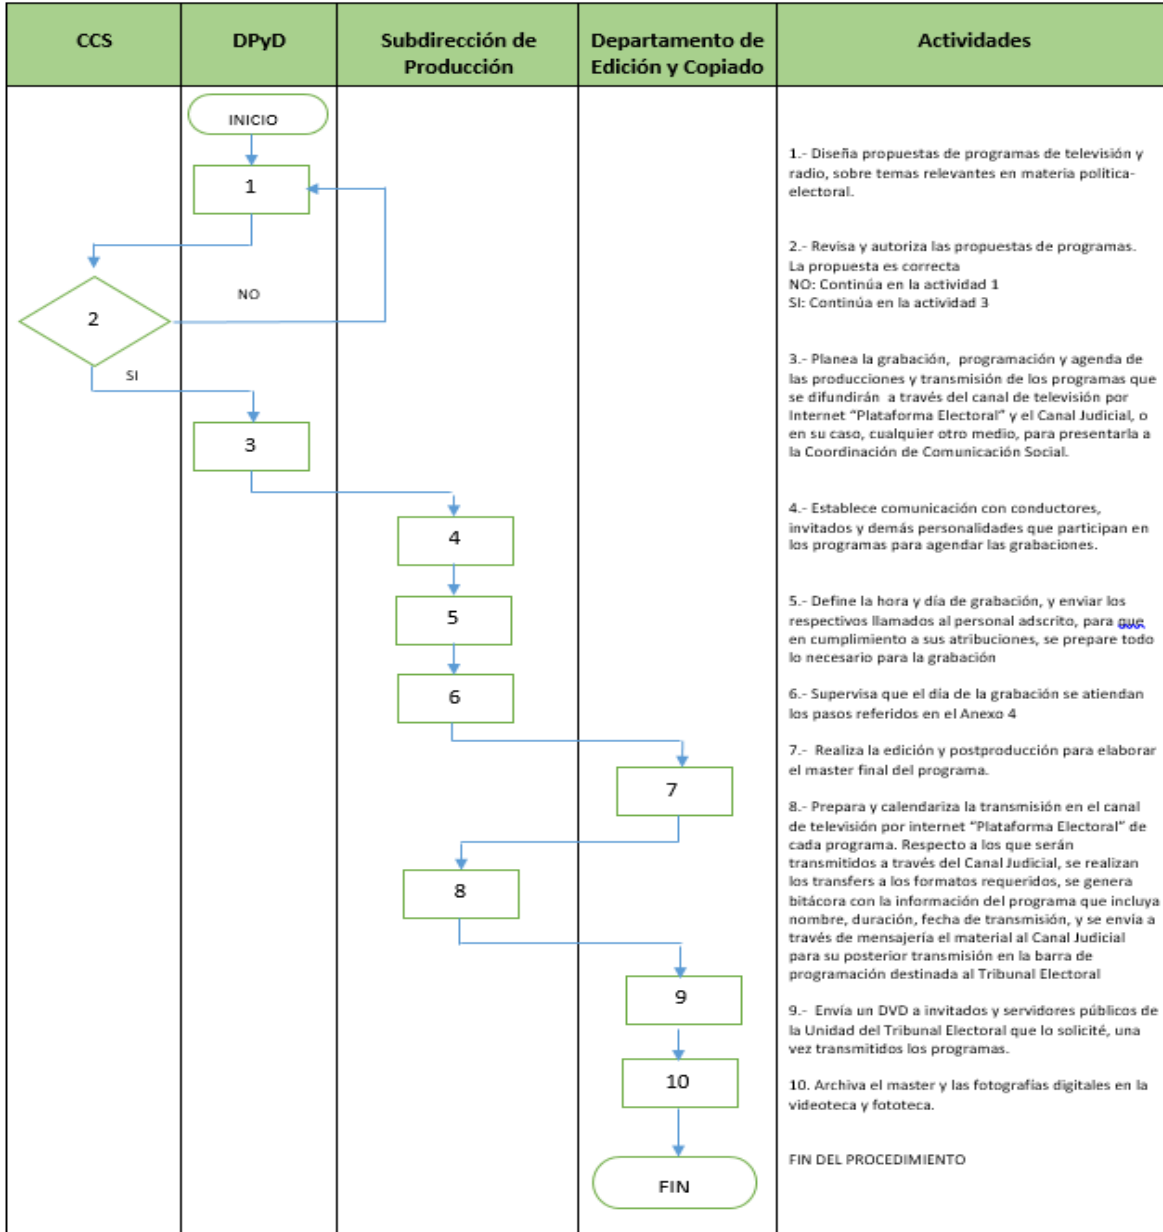 CCS
DPyD
Subdirección de
Producción
Departamento de
Edición y Copiado
Actividades
INICIO
1
2
NO
SI
3
4
5
6
7
8
9
10
FIN
1.- Diseña propuestas de programas de televisión y
radio, sobre temas relevantes en materia política-
electoral.
2.- Revisa y autoriza las propuestas de programas.
La propuesta es correcta
NO: Continúa en la actividad 1
SI: Continúa en la actividad 3
3.- Planea la grabación, programación y agenda de
las producciones y transmisión de los programas que
se difundirán a través del canal de televisión por
Internet “Plataforma Electoral” y el Canal Judicial, o
en su caso, cualquier otro medio, para presentarla a
la Coordinación de Comunicación Social.
4.- Establece comunicación con conductores,
invitados y demás personalidades que participan en
los programas para agendar las grabaciones.
5.- Define la hora y día de grabación, y enviar los
respectivos llamados al personal adscrito, para que
en cumplimiento a sus atribuciones, se prepare todo
lo necesario para la grabación
6.- Supervisa que el día de la grabación se atiendan
los pasos referidos en el Anexo 4
7.- Realiza la edición y postproducción para elaborar
el master final del programa.
8.- Prepara y calendariza la transmisión en el canal
de televisión por internet “Plataforma Electoral” de
cada programa. Respecto a los que serán
transmitidos a través del Canal Judicial, se realizan
los transfers a los formatos requeridos, se genera
bitácora con la información del programa que incluya
nombre, duración, fecha de transmisión, y se envía a
través de mensajería el material al Canal Judicial
para su posterior transmisión en la barra de
programación destinada al Tribunal Electoral
9.- Envía un DVD a invitados y servidores públicos de
la Unidad del Tribunal Electoral que lo solicité, una
vez transmitidos los programas.
10. Archiva el master y las fotografías digitales en la
videoteca y fototeca.
FIN DEL PROCEDIMIENTO